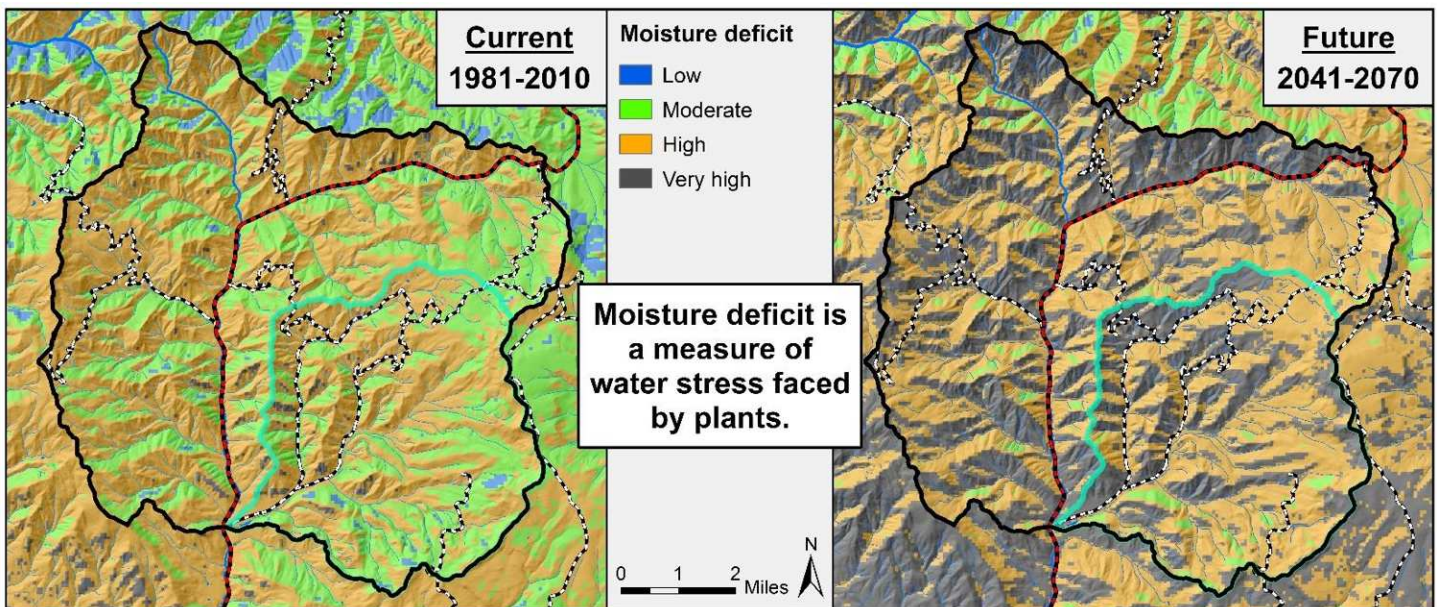 Current
1981-2010
Moisture deficit
Low
Moderate
High
Very high
Future
2041-2070
Moisture deficit is
a measure of
water stress faced
by plants.
N
0 1 2 Miles